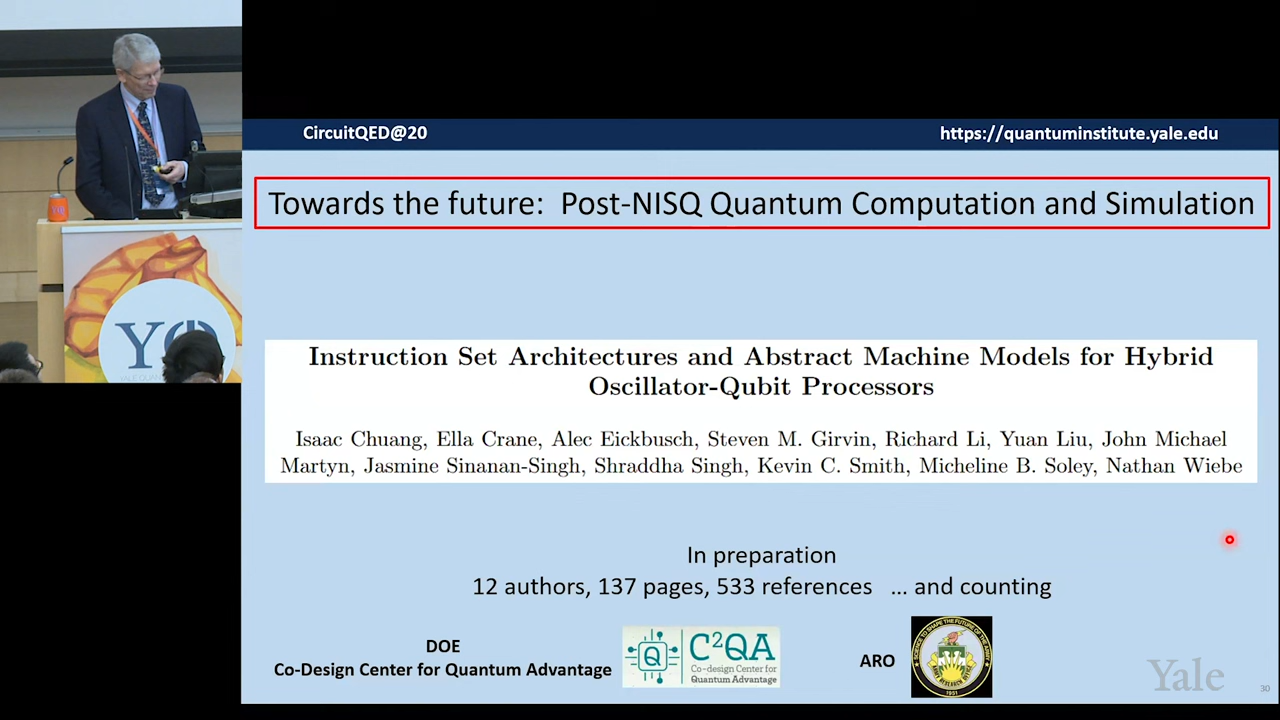 CircuitQED@20
https://quantuminstitute.yale.edu
Towards the future: Post-NISQ Quantum Computation and Simulation
Instruction Set Architectures and Abstract Machine Models for Hybrid
Oscillator-Qubit Processors
Isaac Chuang, Ella Crane, Alec Eickbusch, Steven M. Girvin, Richard Li, Yuan Liu, John Michael
Martyn, Jasmine Sinanan-Singh, Shraddha Singh, Kevin C. Smith, Micheline B. Soley, Nathan Wiebe
In preparation
12 authors, 137 pages, 533 references ... and counting
DOE
Co-Design Center for Quantum Advantage
Q
C²QA
Co-design Center for
Quantum Advantage
ARO
1951
Yale
30